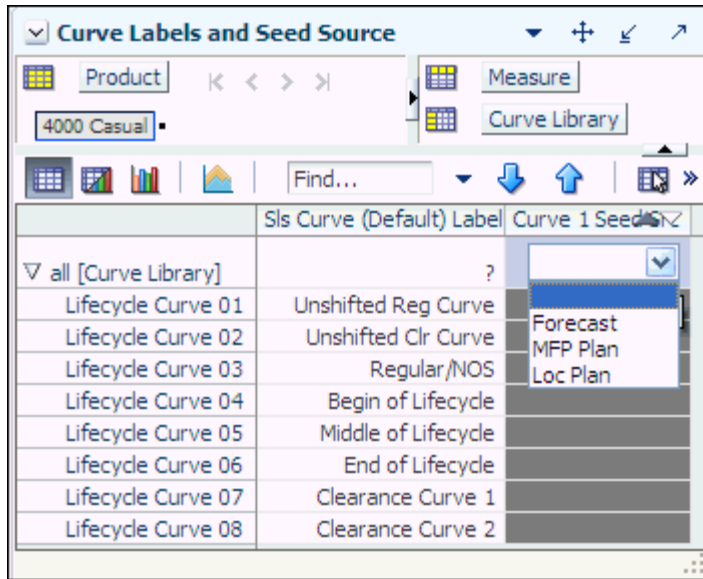 Curve Labels and Seed Source
Product
Measure
4000 Casual
Curve Library
Find...
Sls Curve (Default) Label Curve 1 Seed
all [Curve Library] ?
Forecast
MFP Plan
Loc Plan
Lifecycle Curve 01 Unshifted Reg Curve
Lifecycle Curve 02 Unshifted Clr Curve
Lifecycle Curve 03 Regular/NOS
Lifecycle Curve 04 Begin of Lifecycle
Lifecycle Curve 05 Middle of Lifecycle
Lifecycle Curve 06 End of Lifecycle
Lifecycle Curve 07 Clearance Curve 1
Lifecycle Curve 08 Clearance Curve 2